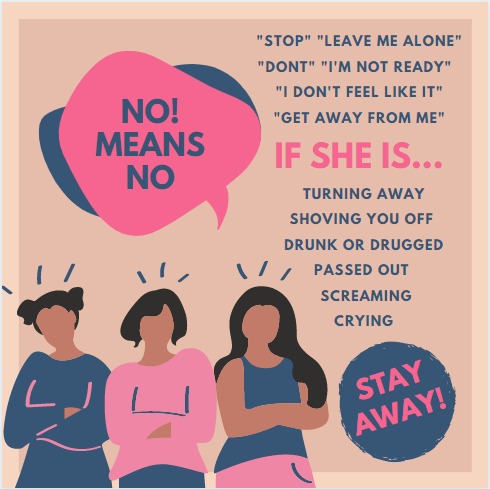 "STOP" "LEAVE ME ALONE"
"DONT" "I'M NOT READY"
"I DON'T FEEL LIKE IT"
"GET AWAY FROM ME"
NO!
MEANS
NO
IF SHE IS...
TURNING AWAY
SHOVING YOU OFF
DRUNK OR DRUGGED
PASSED OUT
SCREAMING
CRYING
STAY
AWAY!